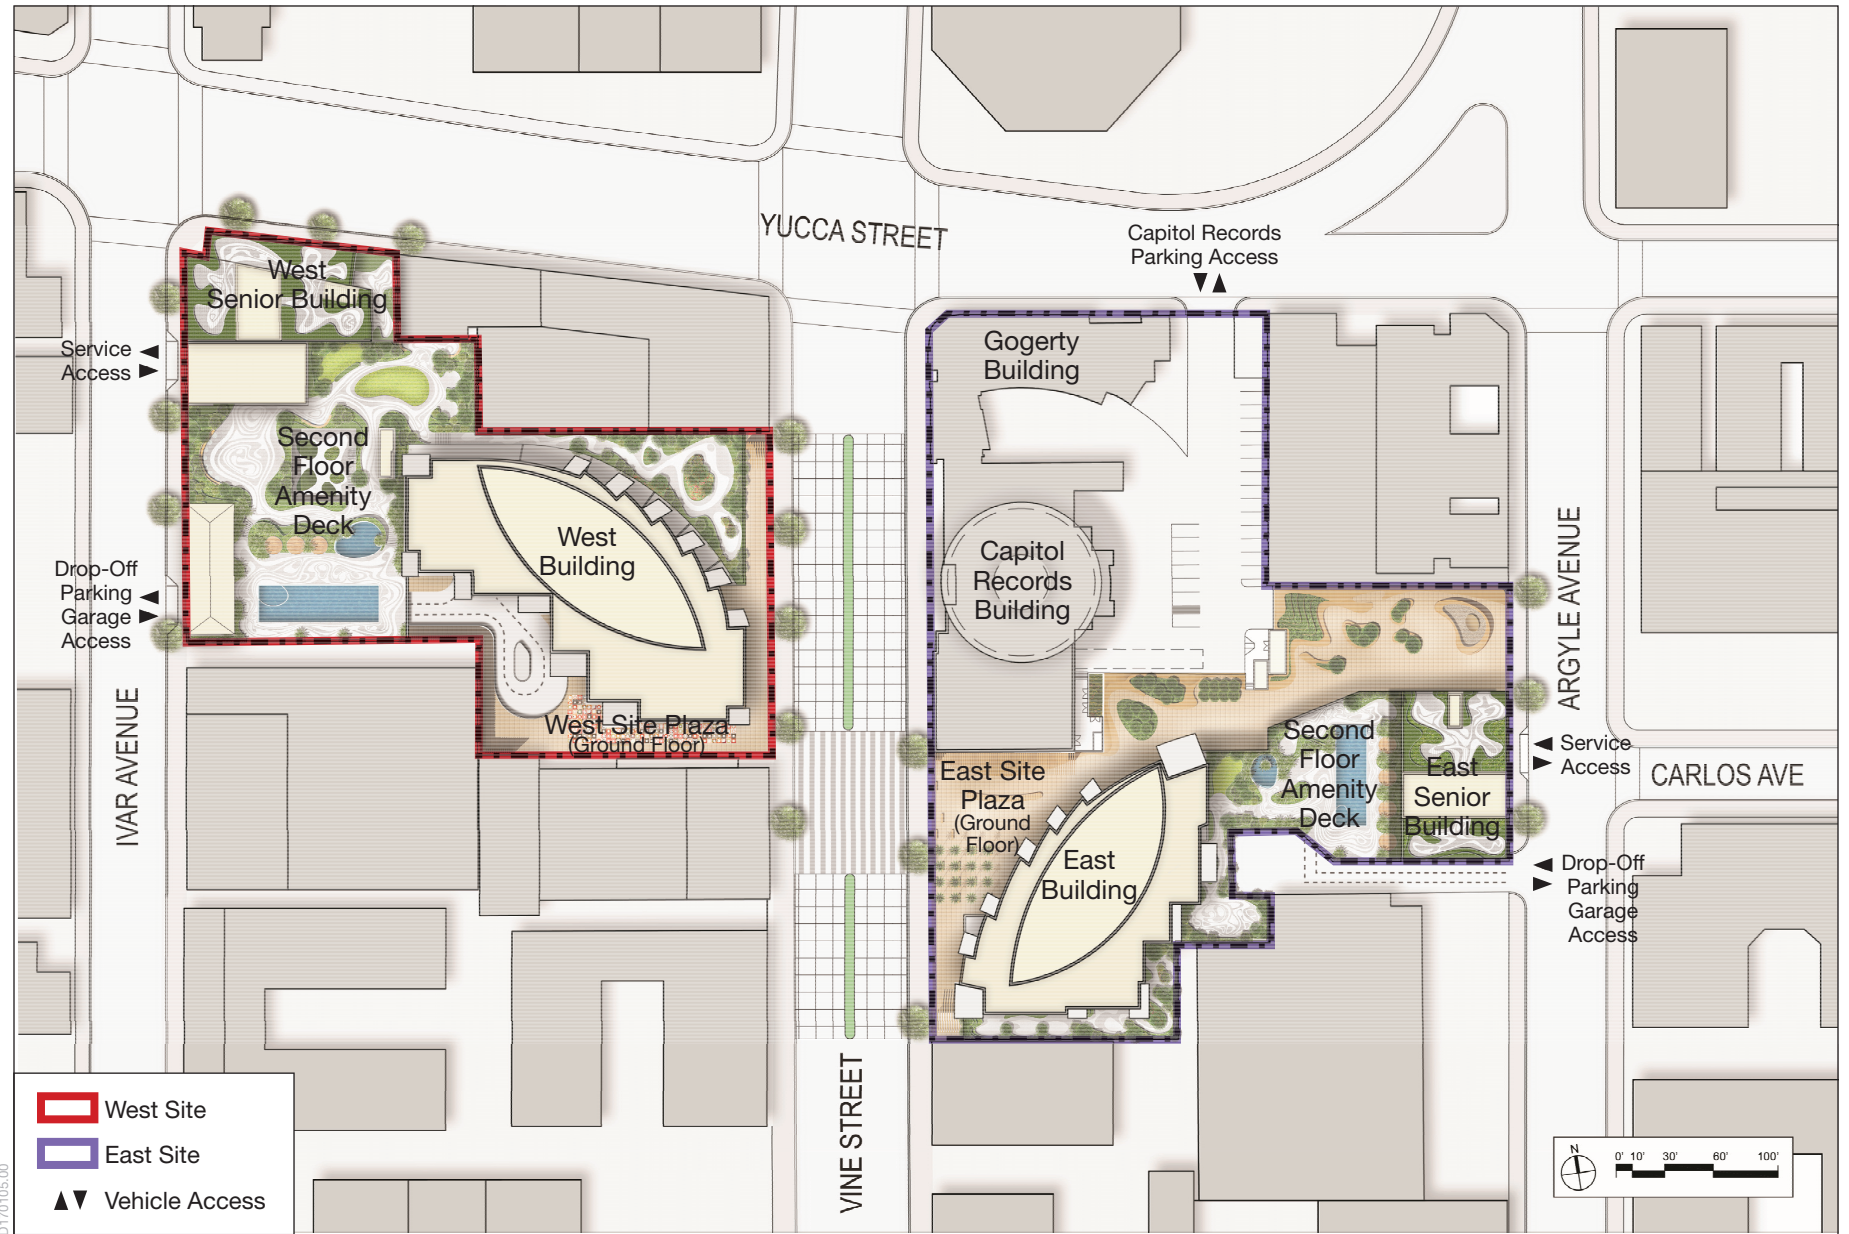 YUCCA STREET
Capitol Records
Parking Access
West
Senior Building
Service
Access
Second
Floor
Amenity
Deck
West
Building
Drop-Off
Parking
Garage
Access
West Site Plaza
(Ground Floor)
IVAR AVENUE
VINE STREET
Gogerty
Building
Capitol
Records
Building
East Site
Plaza
(Ground
Floor)
East
Building
Second
Floor
Amenity
Deck
East
Senior
Building
ARGYLE AVENUE
Service
Access
CARLOS AVE
Drop-Off
Parking
Garage
Access
West Site
East Site
Vehicle Access
N
0' 10' 30' 60' 100'
D170105.00